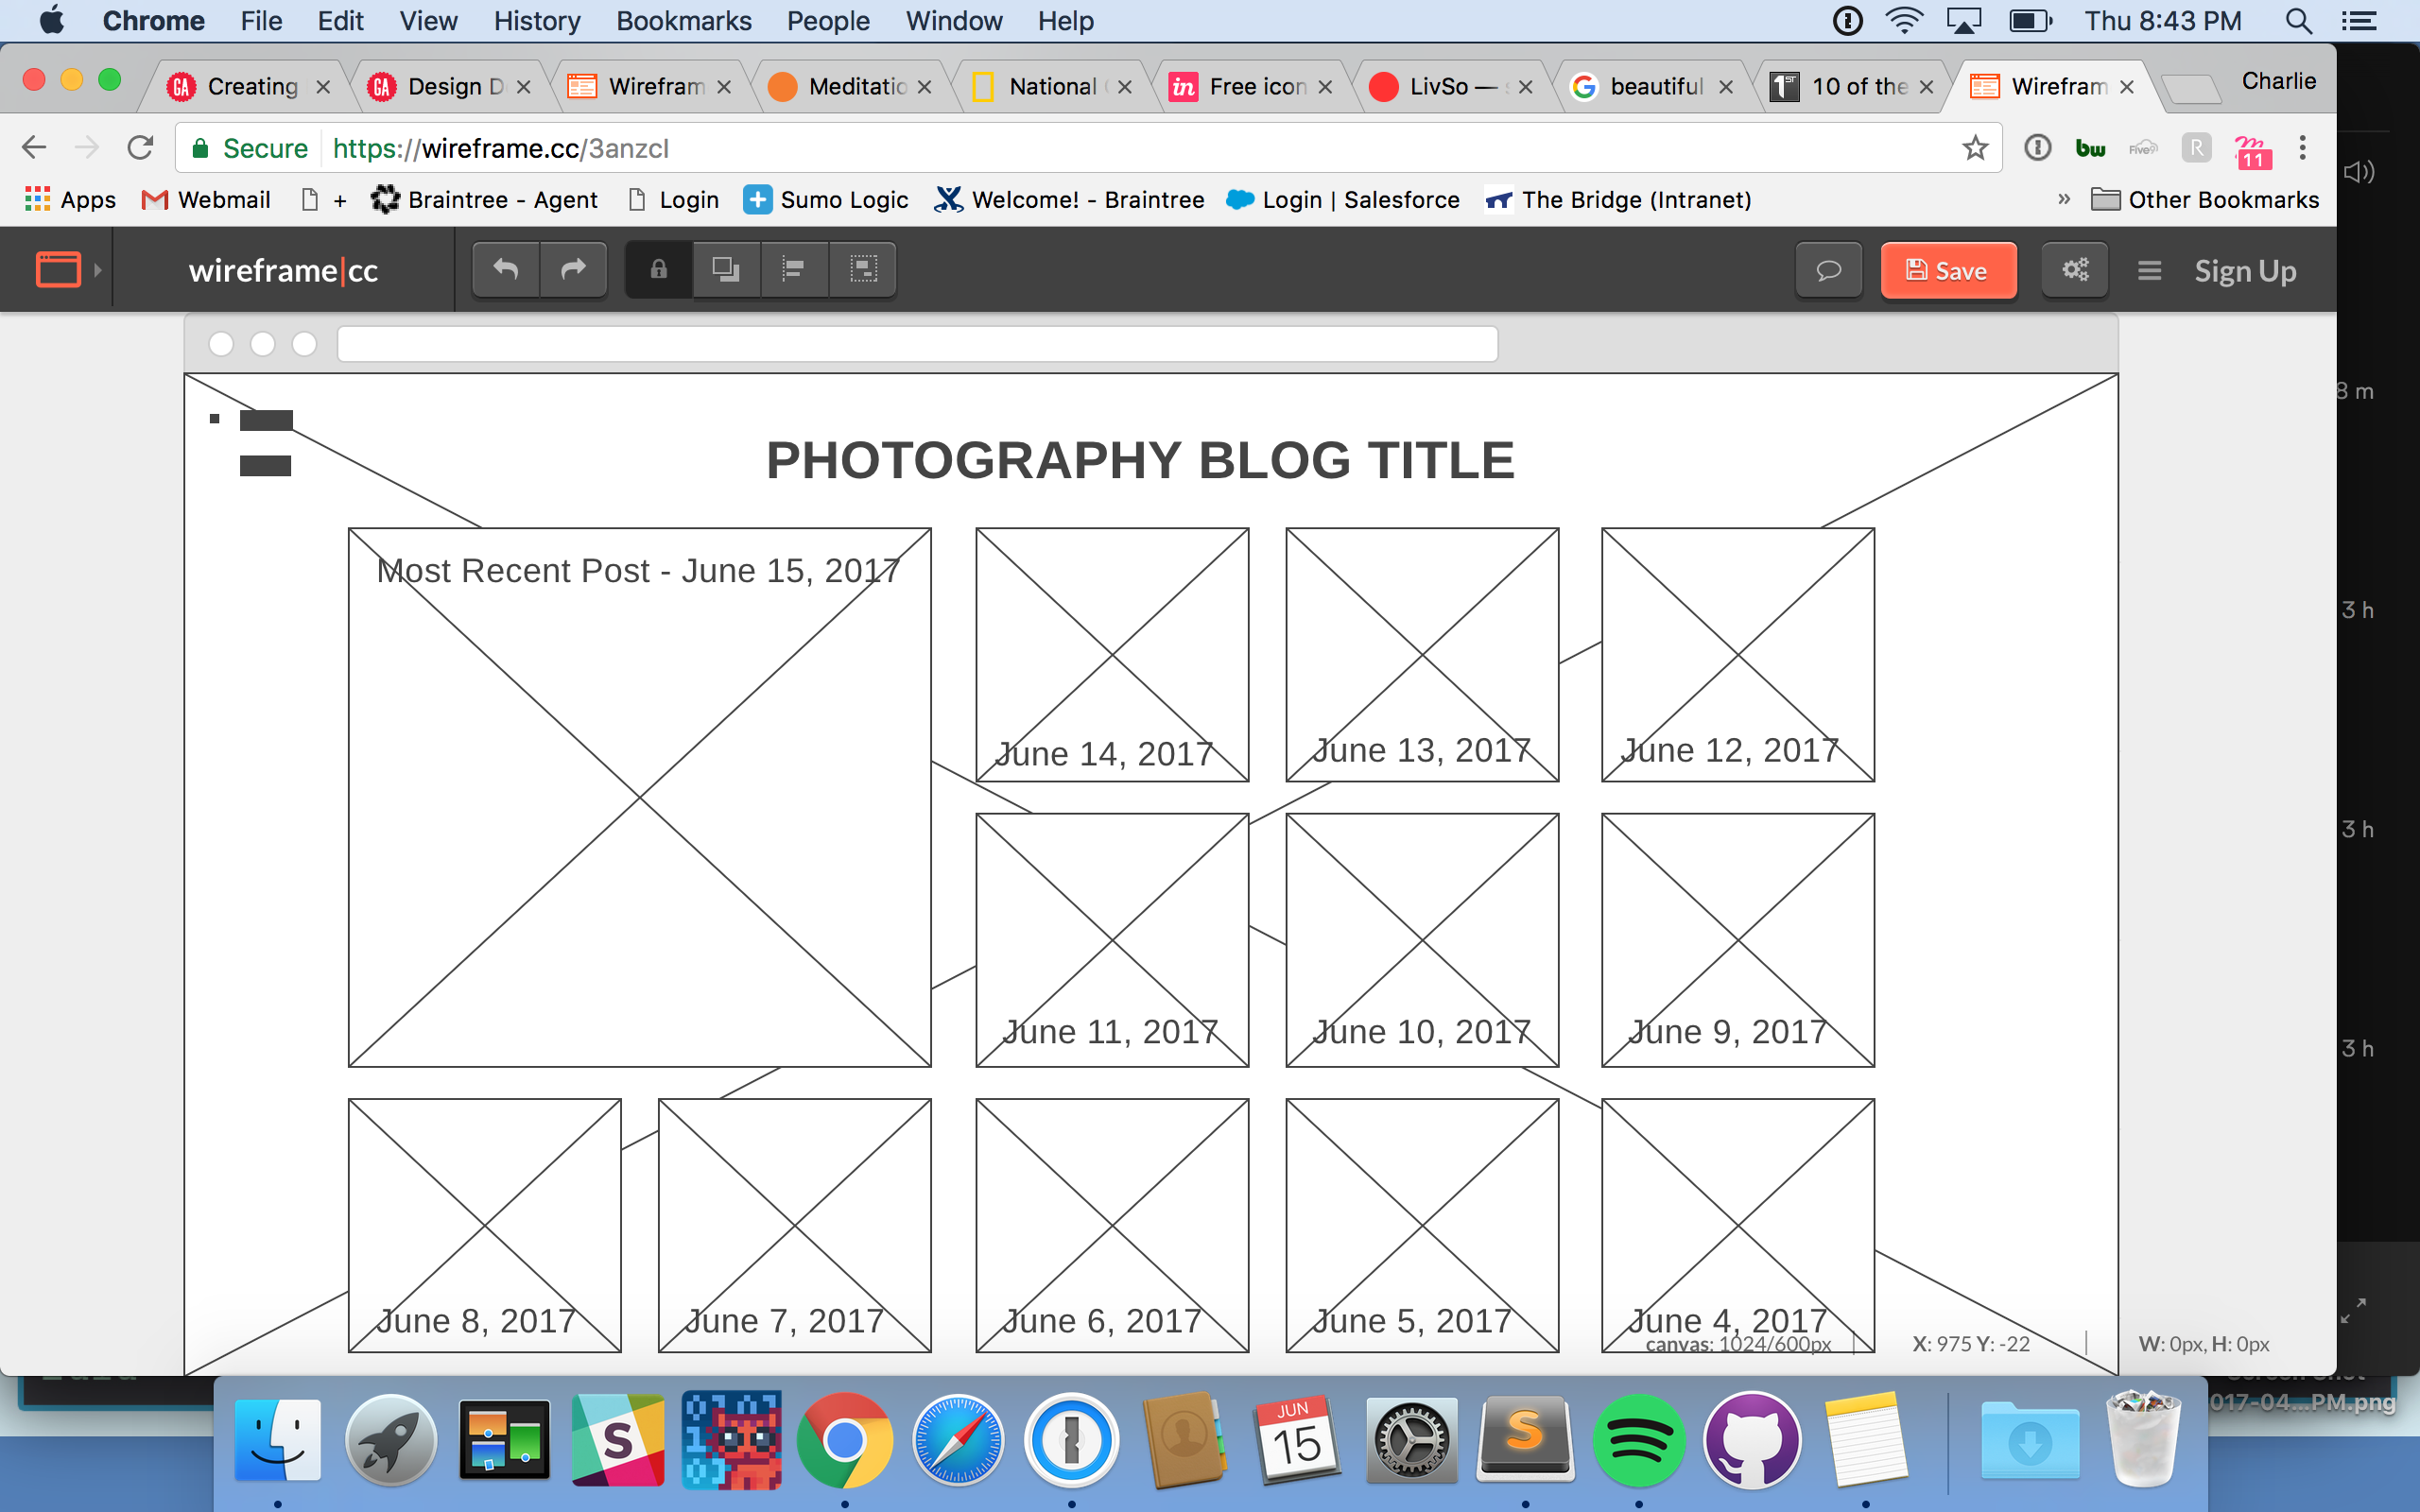 Chrome File Edit View History Bookmarks People Window Help Thu 8:43 PM
Creating Design D Wirefram Meditatio National Free icon LivSo — beautiful 10 of the Wirefram Charlie
Secure https://wireframe.cc/3anzcl
bw Five9 R 11
Apps Webmail + Braintree - Agent Login Sumo Logic Welcome! - Braintree Login | Salesforce The Bridge (Intranet) » Other Bookmarks
wireframe|cc Save Sign Up
8 m
PHOTOGRAPHY BLOG TITLE
Most Recent Post - June 15, 2017
3 h
June 14, 2017 June 13, 2017 June 12, 2017
3 h
June 11, 2017 June 10, 2017 June 9, 2017
3 h
June 8, 2017 June 7, 2017 June 6, 2017 June 5, 2017 June 4, 2017
canvas: 1024/600px X: 975 Y: -22 W: 0px, H: 0px
017-04...PM.png
JUN
15